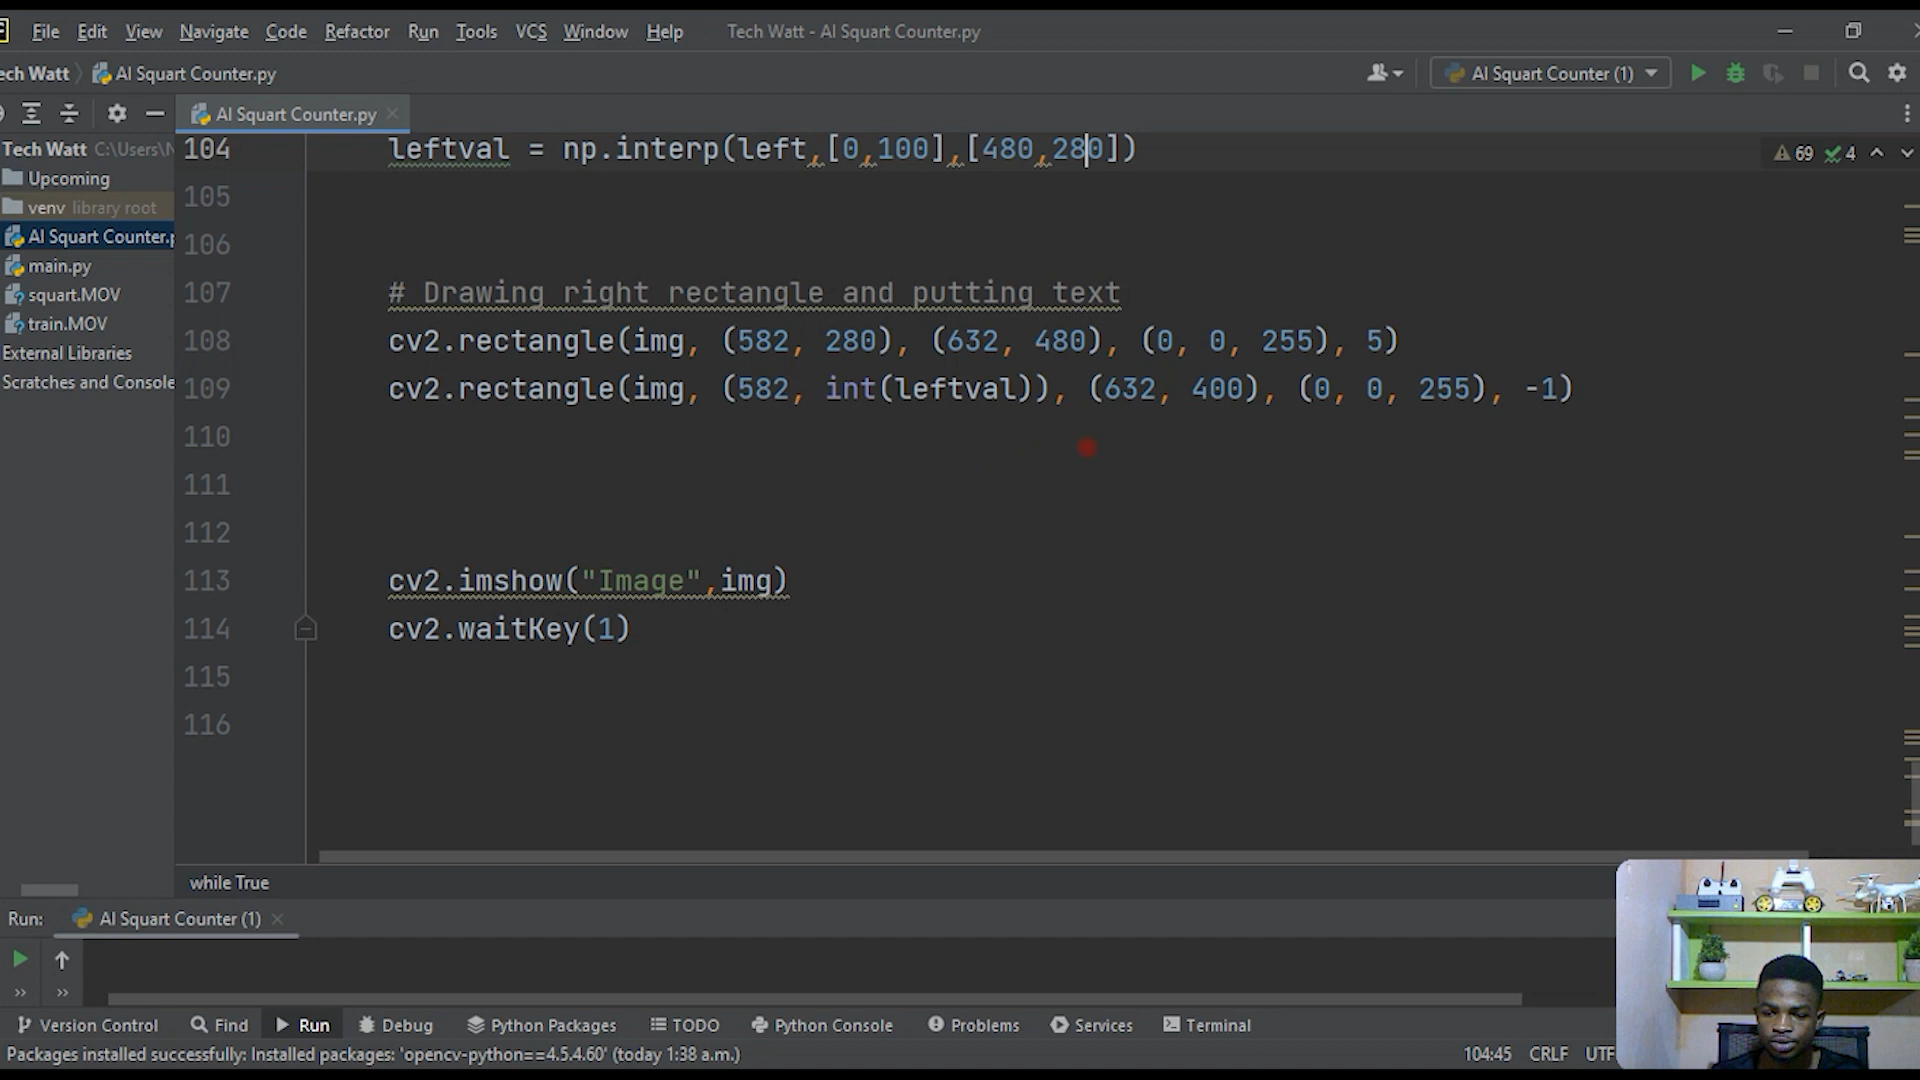 File Edit View Navigate Code Refactor Run Tools VCS Window Help Tech Watt - AI Squart Counter.py
ech Watt AI Squart Counter.py AI Squart Counter (1)
AI Squart Counter.py
Tech Watt C:\Users\N
Upcoming
venv library root
AI Squart Counter.p
main.py
squart.MOV
train.MOV
External Libraries
Scratches and Console
69 4
104 leftval = np.interp(left,[0,100],[480,280])
105
106
107 # Drawing right rectangle and putting text
108 cv2.rectangle(img, (582, 280), (632, 480), (0, 0, 255), 5)
109 cv2.rectangle(img, (582, int(leftval)), (632, 400), (0, 0, 255), -1)
110
111
112
113 cv2.imshow("Image",img)
114 cv2.waitKey(1)
115
116
while True
Run: AI Squart Counter (1)
Version Control Find Run Debug Python Packages TODO Python Console Problems Services Terminal
Packages installed successfully: Installed packages: 'opencv-python==4.5.4.60' (today 1:38 a.m.) 104:45 CRLF UTF